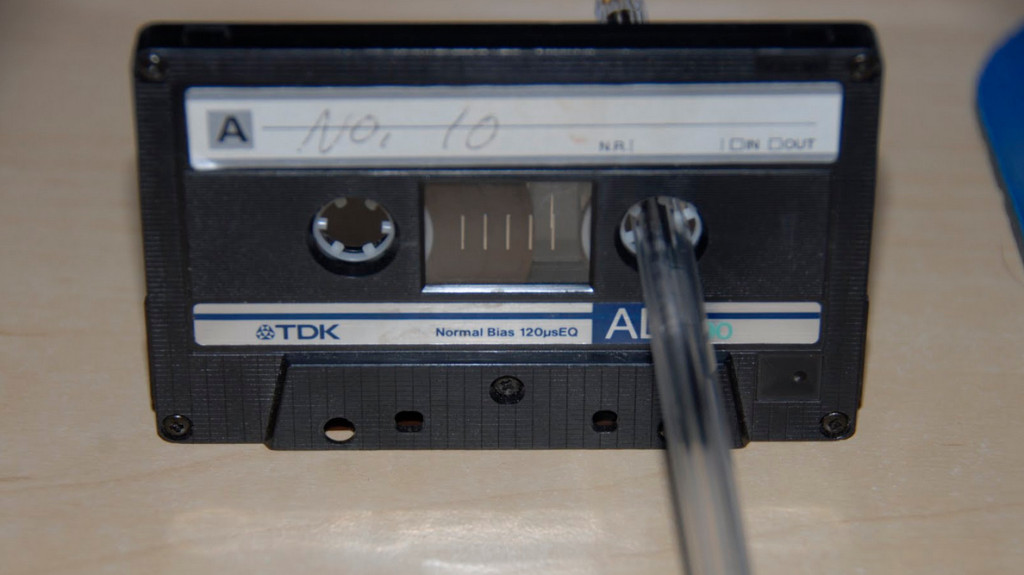 A No. 10
N.R. IN OUT
TDK Normal Bias 120µsEQ